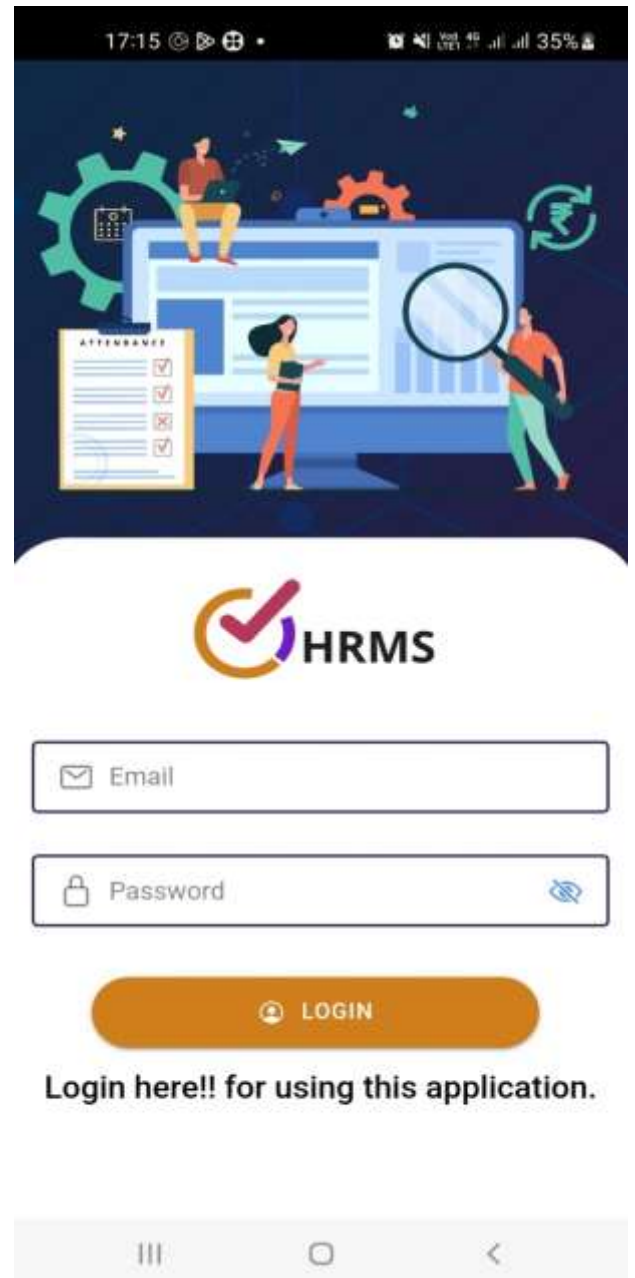 17:15
35%
ATTENDANCE
HRMS
Email
Password
LOGIN
Login here!! for using this application.